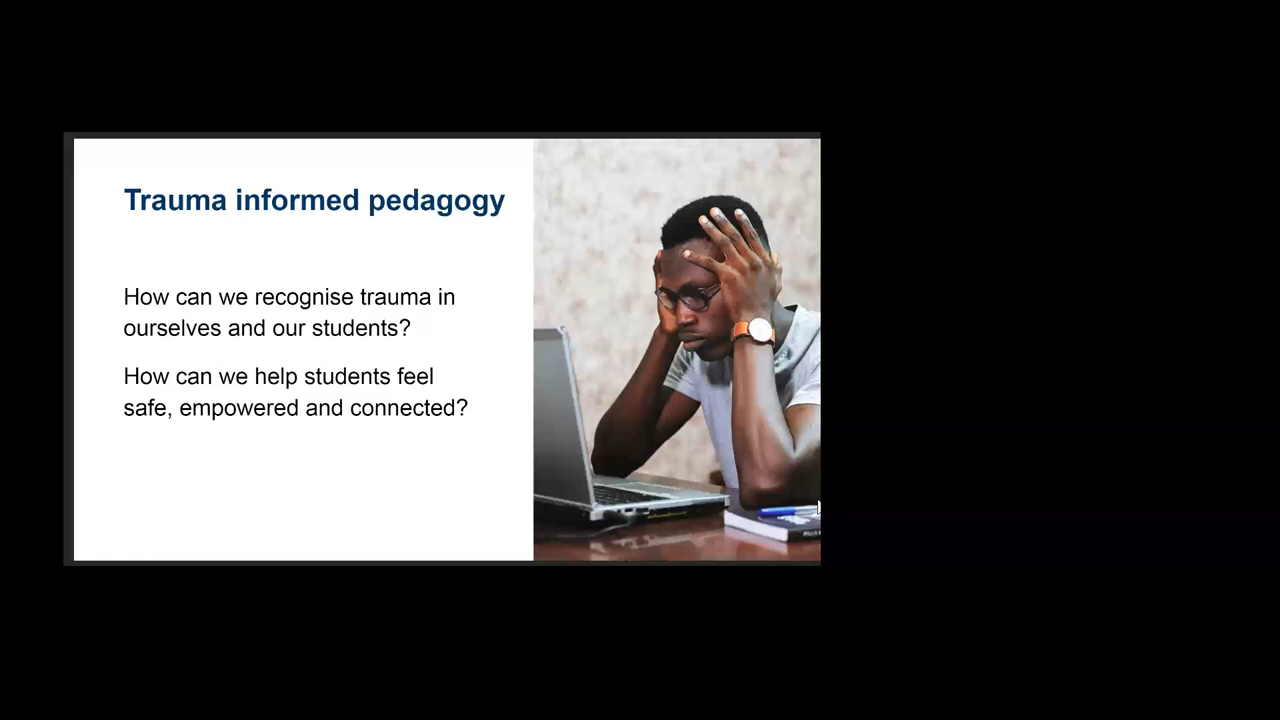 Trauma informed pedagogy
How can we recognise trauma in
ourselves and our students?
How can we help students feel
safe, empowered and connected?